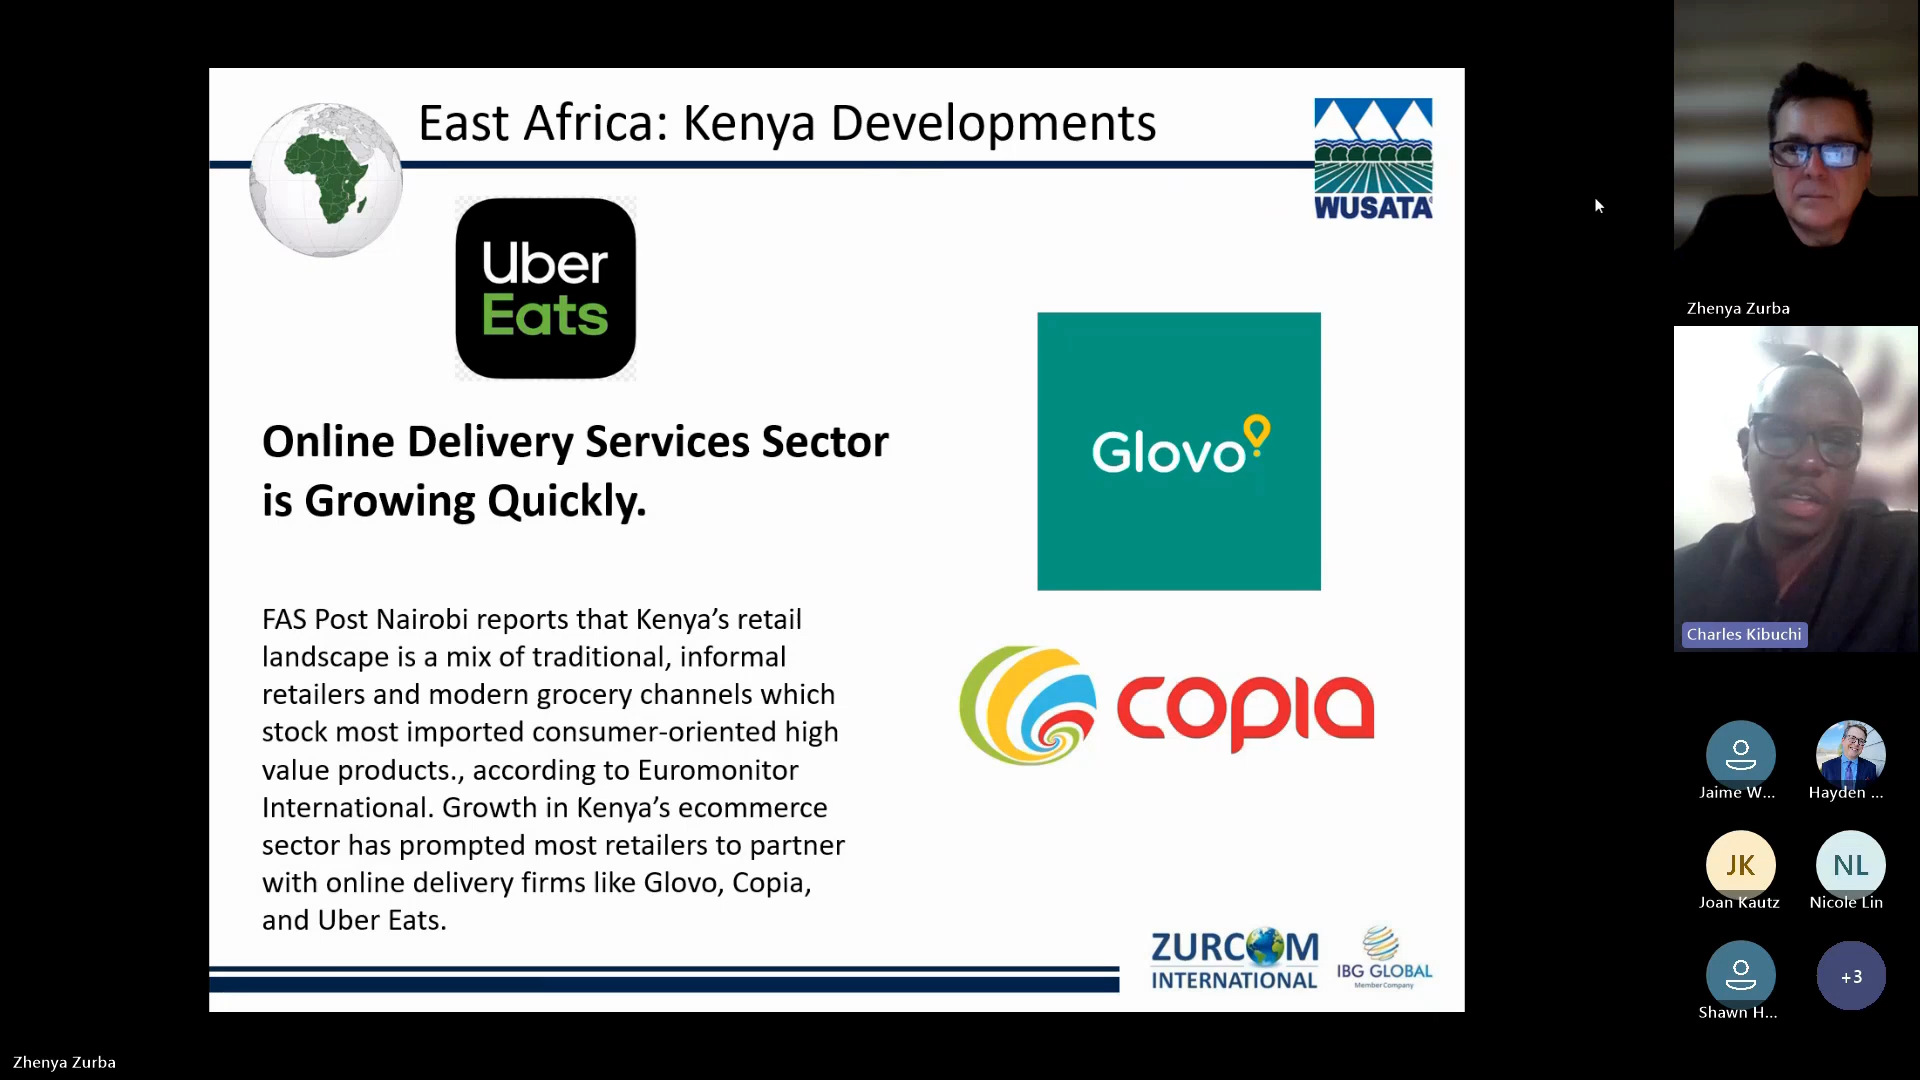 East Africa: Kenya Developments
WUSATA
Uber
Eats
Glovo
Online Delivery Services Sector
is Growing Quickly.
copia
FAS Post Nairobi reports that Kenya’s retail
landscape is a mix of traditional, informal
retailers and modern grocery channels which
stock most imported consumer-oriented high
value products., according to Euromonitor
International. Growth in Kenya’s ecommerce
sector has prompted most retailers to partner
with online delivery firms like Glovo, Copia,
and Uber Eats.
ZURCOM
INTERNATIONAL
IBG GLOBAL
Member Company
Zhenya Zurba
Charles Kibuchi
Jaime W...
Hayden ...
JK
Joan Kautz
NL
Nicole Lin
Shawn H...
+3
Zhenya Zurba